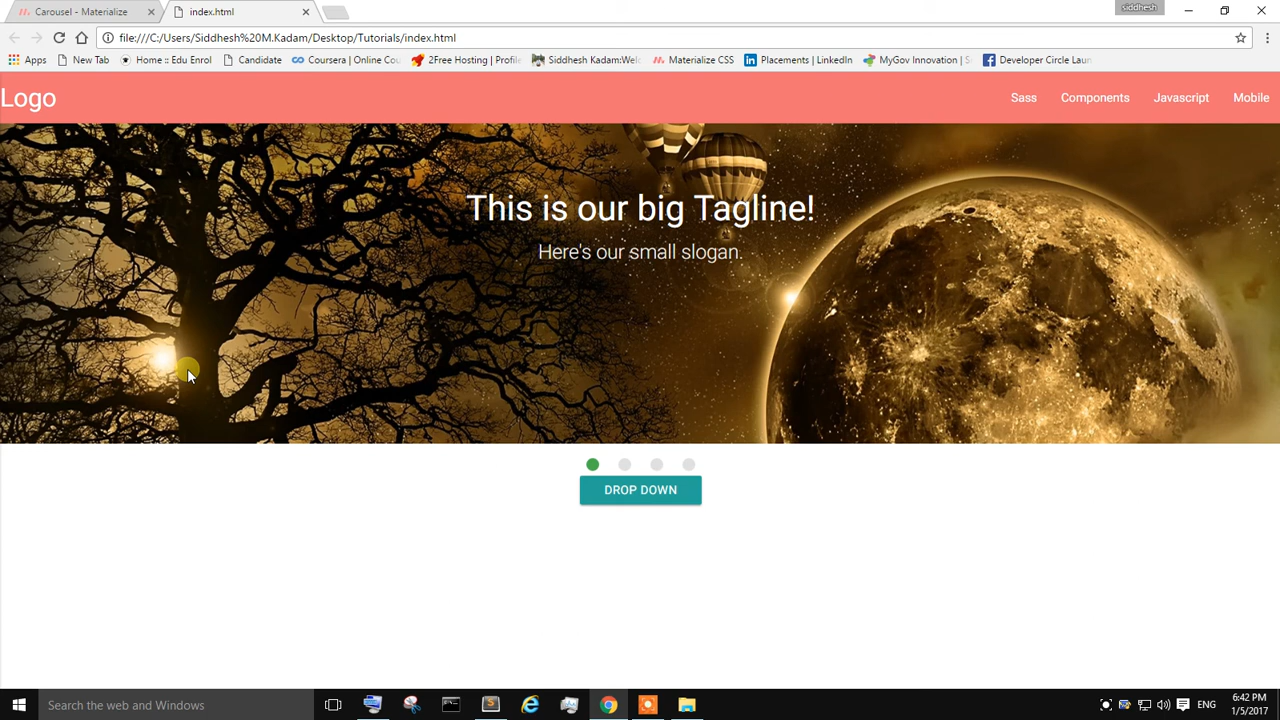 siddhesh
Carousel - Materialize
index.html
file:///C:/Users/Siddhesh%20M.Kadam/Desktop/Tutorials/index.html
Apps New Tab Home :: Edu Enrol Candidate Coursera | Online Cou 2Free Hosting | Profile Siddhesh Kadam:Wel Materialize CSS Placements | LinkedIn MyGov Innovation | S Developer Circle Laun
Logo
Sass Components Javascript Mobile
This is our big Tagline!
Here's our small slogan.
DROP DOWN
Search the web and Windows
ENG
6:42 PM
1/5/2017